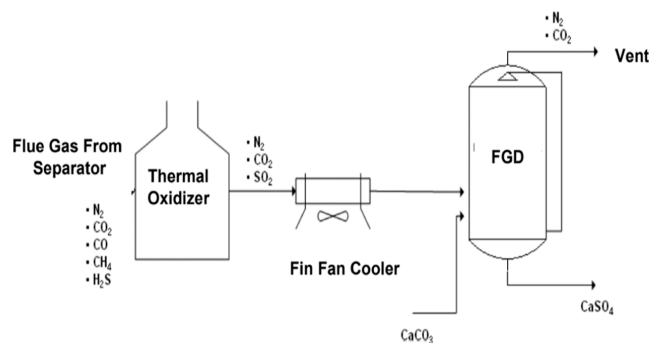 Flue Gas From
Separator
· N₂
· CO₂
· CO
· CH₄
· H₂S
Thermal
Oxidizer
· N₂
· CO₂
· SO₂
Fin Fan Cooler
CaCO₃
FGD
· N₂
· CO₂
Vent
CaSO₄